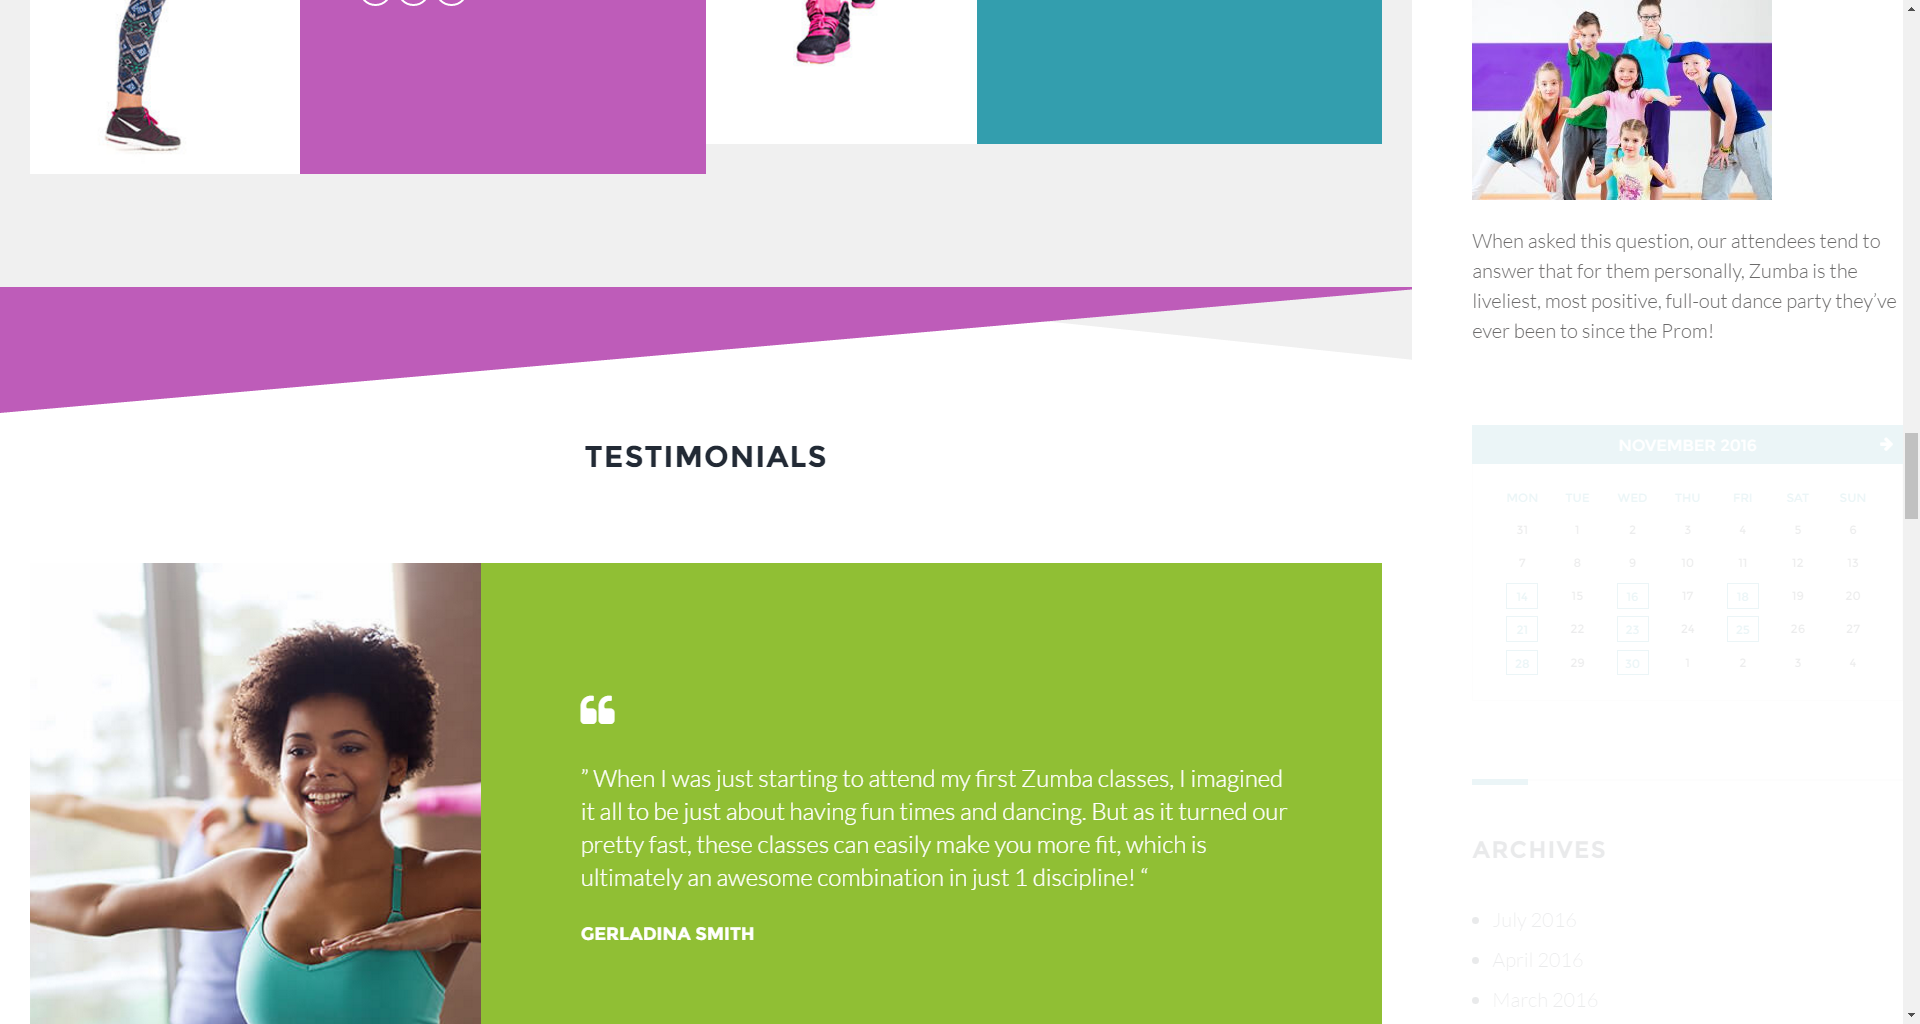 TESTIMONIALS
” When I was just starting to attend my first Zumba classes, I imagined
it all to be just about having fun times and dancing. But as it turned our
pretty fast, these classes can easily make you more fit, which is
ultimately an awesome combination in just 1 discipline! “
GERLADINA SMITH
When asked this question, our attendees tend to
answer that for them personally, Zumba is the
liveliest, most positive, full-out dance party they’ve
ever been to since the Prom!
NOVEMBER 2016
MON TUE WED THU FRI SAT SUN
31 1 2 3 4 5 6
7 8 9 10 11 12 13
14 15 16 17 18 19 20
21 22 23 24 25 26 27
28 29 30 1 2 3 4
ARCHIVES
July 2016
April 2016
March 2016